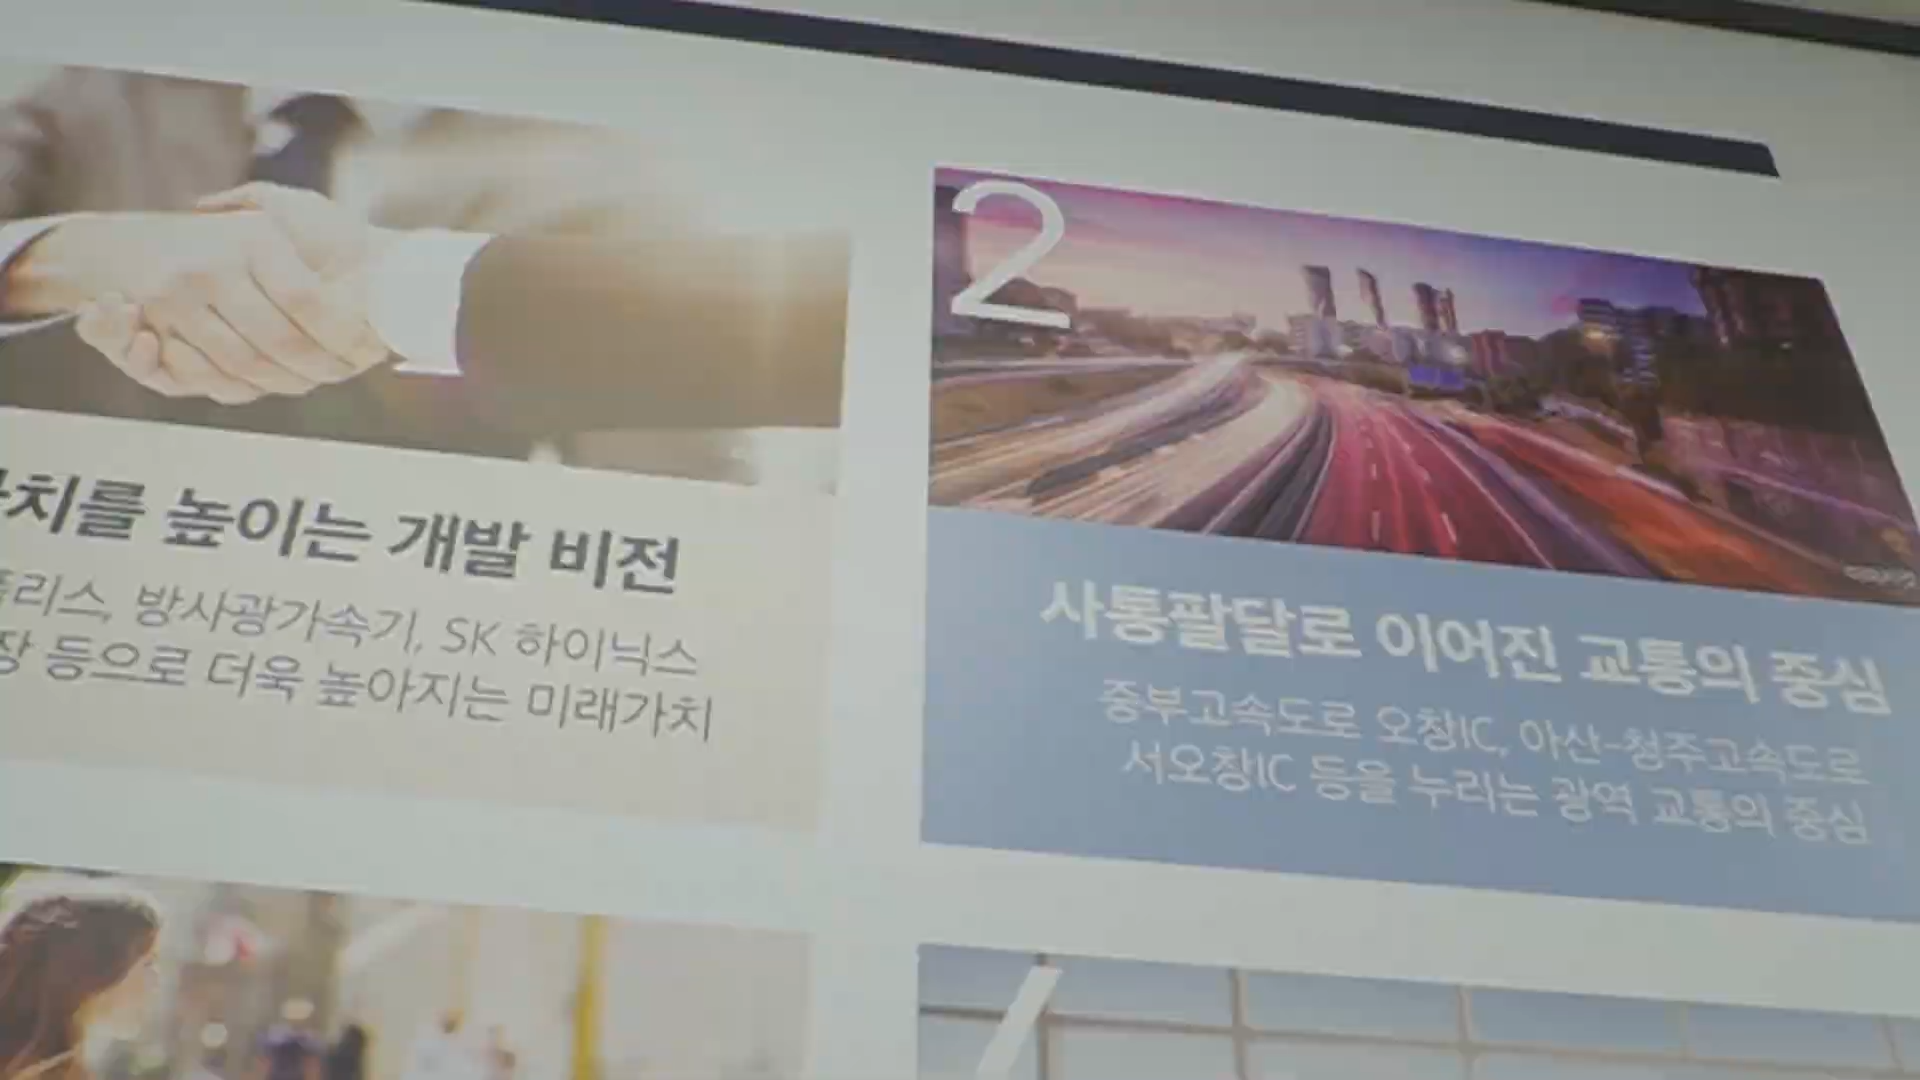 치를 높이는 개발 비전
리스, 방사광가속기, SK 하이닉스
장 등으로 더욱 높아지는 미래가치
2
사통팔달로 이어진 교통의 중심
중부고속도로 오창IC, 아산-청주고속도로
서오창IC 등을 누리는 광역 교통의 중심